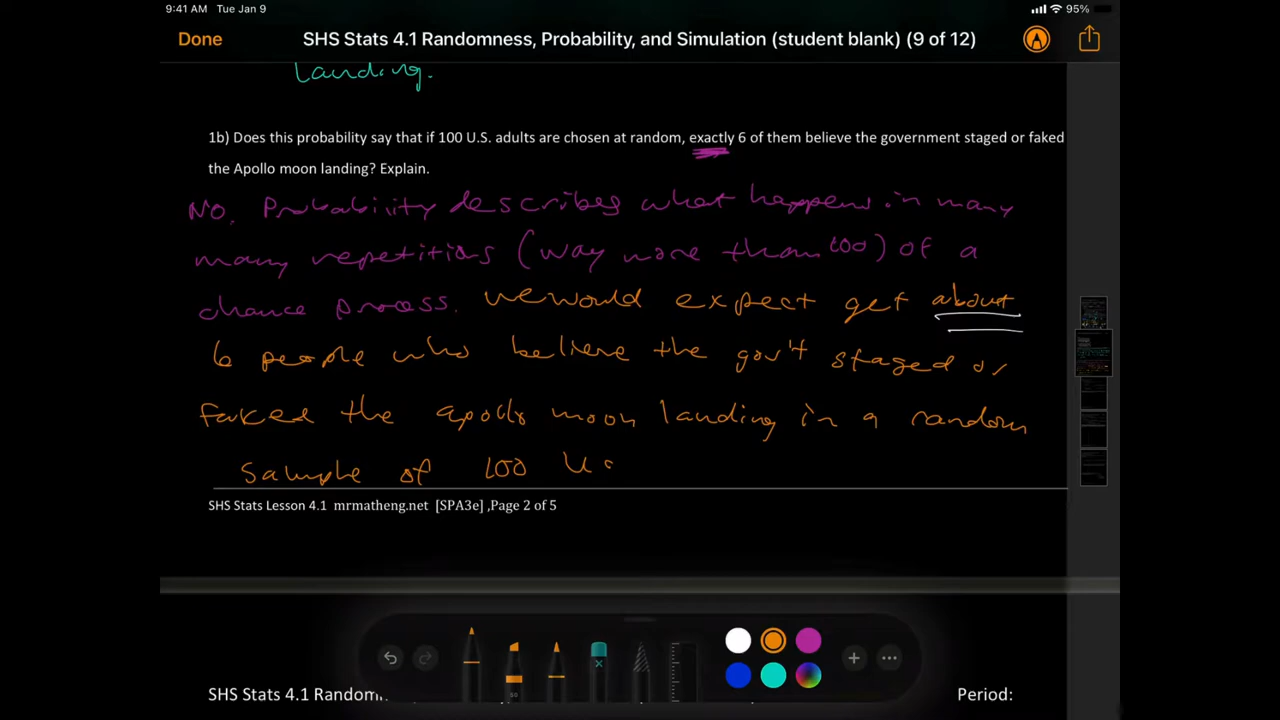 9:41 AM Tue Jan 9
95%
Done
SHS Stats 4.1 Randomness, Probability, and Simulation (student blank) (9 of 12)
landing.
1b) Does this probability say that if 100 U.S. adults are chosen at random, exactly 6 of them believe the government staged or faked
the Apollo moon landing? Explain.
No. Probability describes what happens in many
many repetitions (way more than 100) of a
chance process. We would expect get about
6 people who believe the gov't staged or
faked the apollo moon landing in a random
sample of 100 U.
SHS Stats Lesson 4.1 mrmatheng.net [SPA3e] ,Page 2 of 5
50
SHS Stats 4.1 Random
Period: